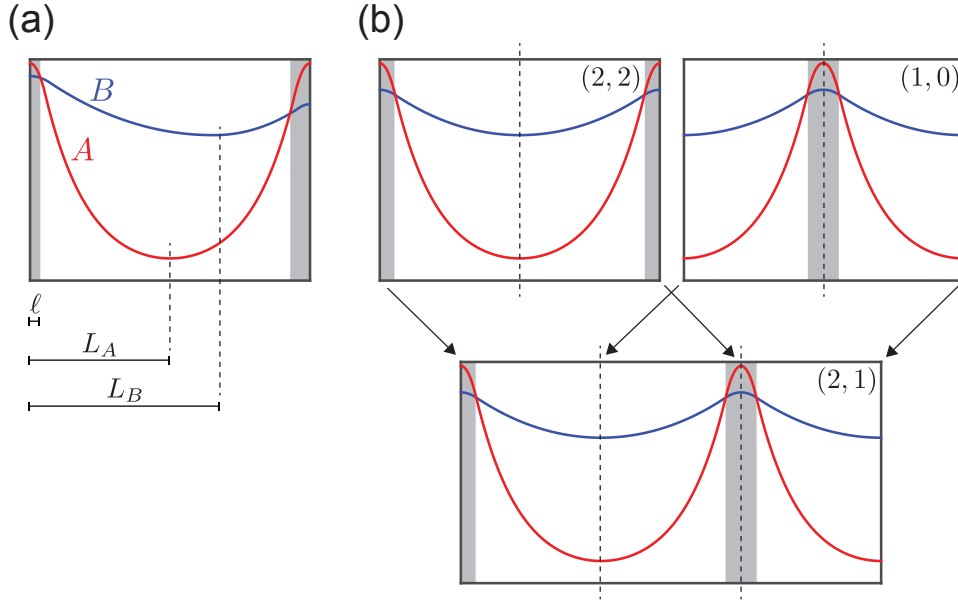 (a)
(b)
B
A
(2, 2)
(1, 0)
ℓ
L_A
L_B
(2, 1)